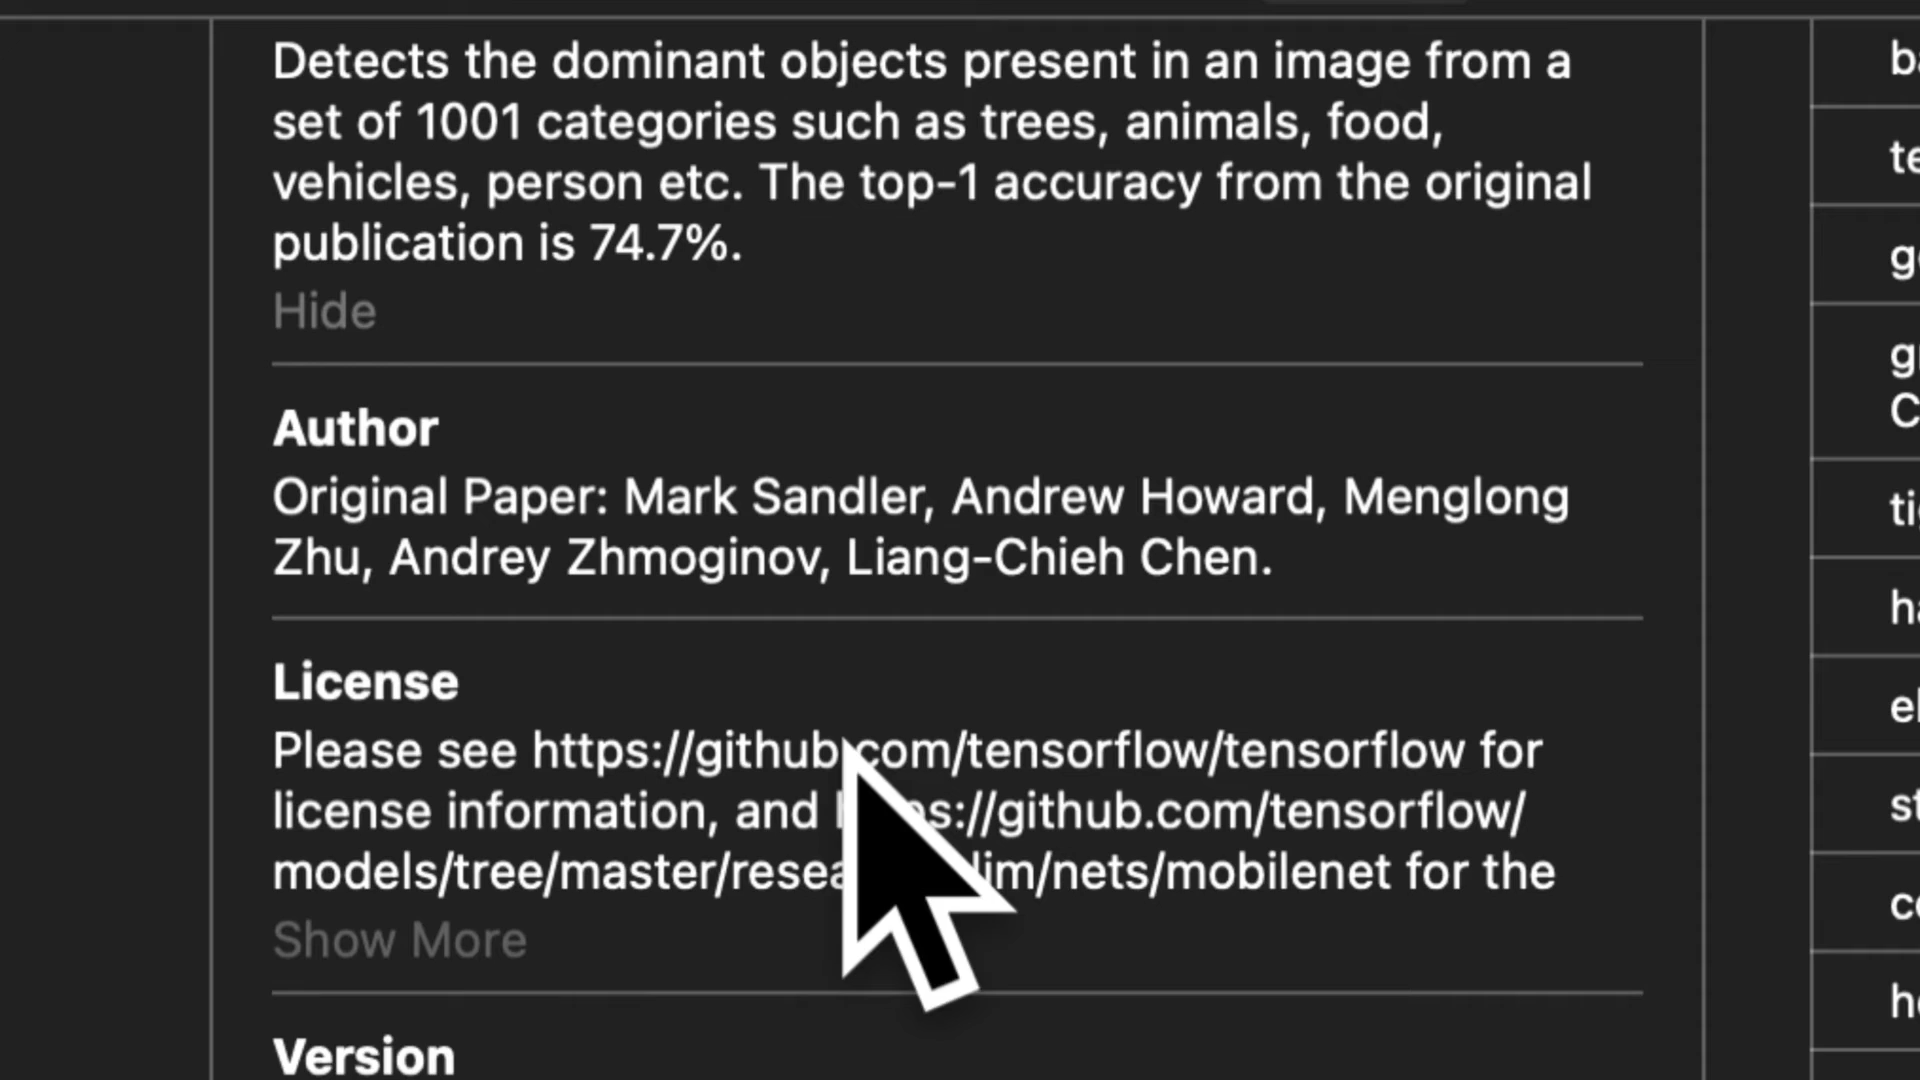 Detects the dominant objects present in an image from a
set of 1001 categories such as trees, animals, food,
vehicles, person etc. The top-1 accuracy from the original
publication is 74.7%.
Hide
Author
Original Paper: Mark Sandler, Andrew Howard, Menglong
Zhu, Andrey Zhmoginov, Liang-Chieh Chen.
License
Please see https://github.com/tensorflow/tensorflow for
license information, and https://github.com/tensorflow/
models/tree/master/research/slim/nets/mobilenet for the
Show More
Version